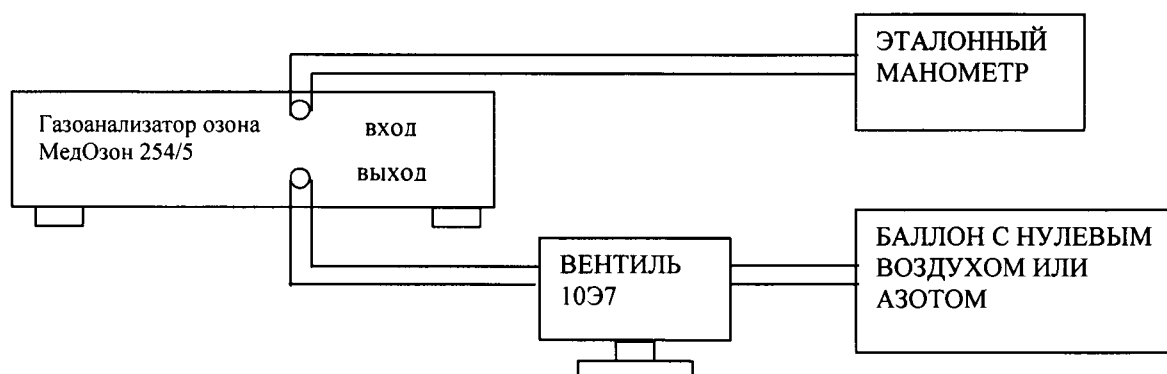 ЭТАЛОННЫЙ
МАНОМЕТР
Газоанализатор озона
МедОзон 254/5
вход
выход
ВЕНТИЛЬ
10Э7
БАЛЛОН С НУЛЕВЫМ
ВОЗДУХОМ ИЛИ
АЗОТОМ